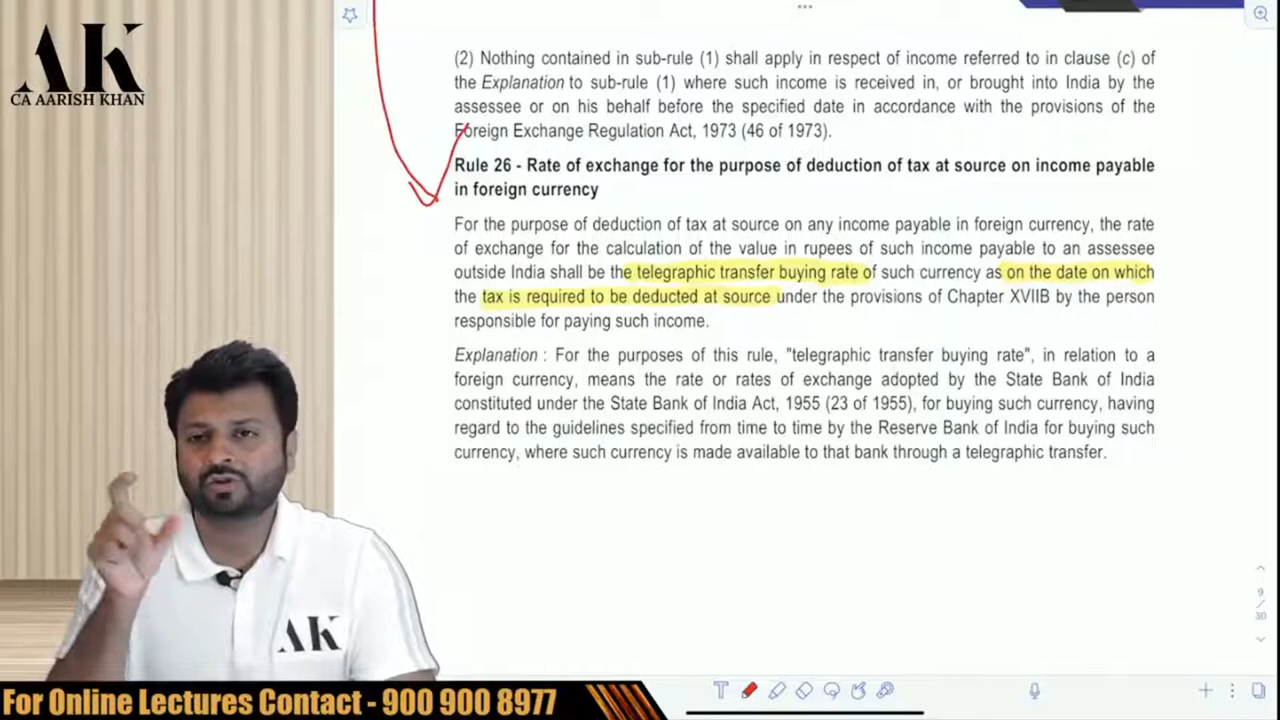 AK
CA AARISH KHAN
(2) Nothing contained in sub-rule (1) shall apply in respect of income referred to in clause (c) of
the Explanation to sub-rule (1) where such income is received in, or brought into India by the
assessee or on his behalf before the specified date in accordance with the provisions of the
Foreign Exchange Regulation Act, 1973 (46 of 1973).
Rule 26 - Rate of exchange for the purpose of deduction of tax at source on income payable
in foreign currency
For the purpose of deduction of tax at source on any income payable in foreign currency, the rate
of exchange for the calculation of the value in rupees of such income payable to an assessee
outside India shall be the telegraphic transfer buying rate of such currency as on the date on which
the tax is required to be deducted at source under the provisions of Chapter XVIIB by the person
responsible for paying such income.
Explanation : For the purposes of this rule, "telegraphic transfer buying rate", in relation to a
foreign currency, means the rate or rates of exchange adopted by the State Bank of India
constituted under the State Bank of India Act, 1955 (23 of 1955), for buying such currency, having
regard to the guidelines specified from time to time by the Reserve Bank of India for buying such
currency, where such currency is made available to that bank through a telegraphic transfer.
9
/
30
AK
For Online Lectures Contact - 900 900 8977